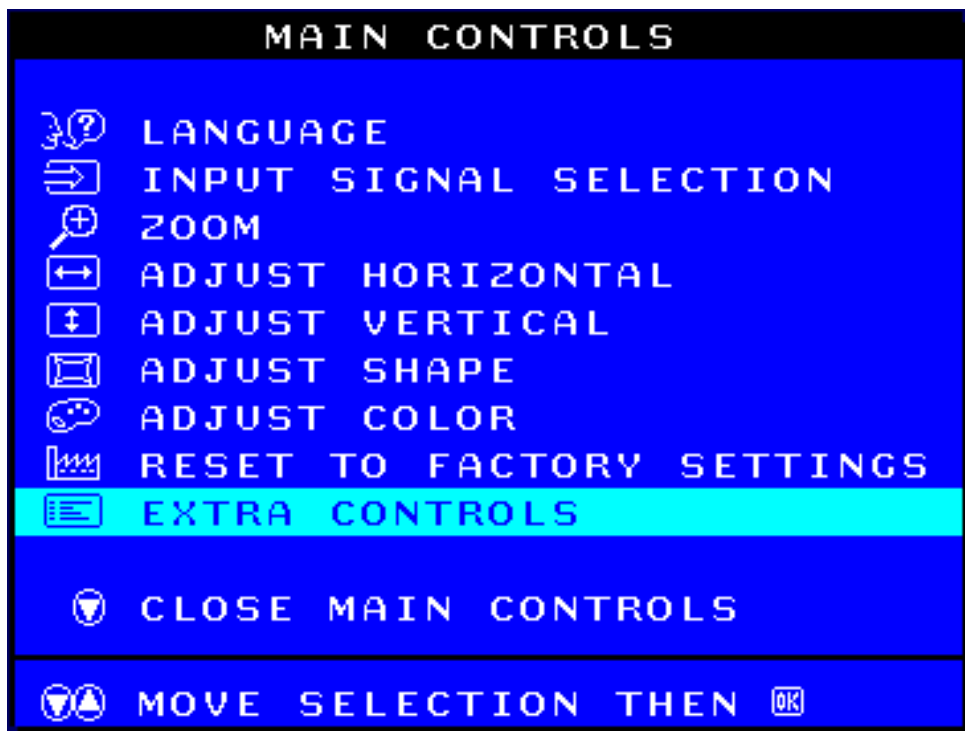 MAIN CONTROLS
LANGUAGE
INPUT SIGNAL SELECTION
ZOOM
ADJUST HORIZONTAL
ADJUST VERTICAL
ADJUST SHAPE
ADJUST COLOR
RESET TO FACTORY SETTINGS
EXTRA CONTROLS
CLOSE MAIN CONTROLS
MOVE SELECTION THEN OK